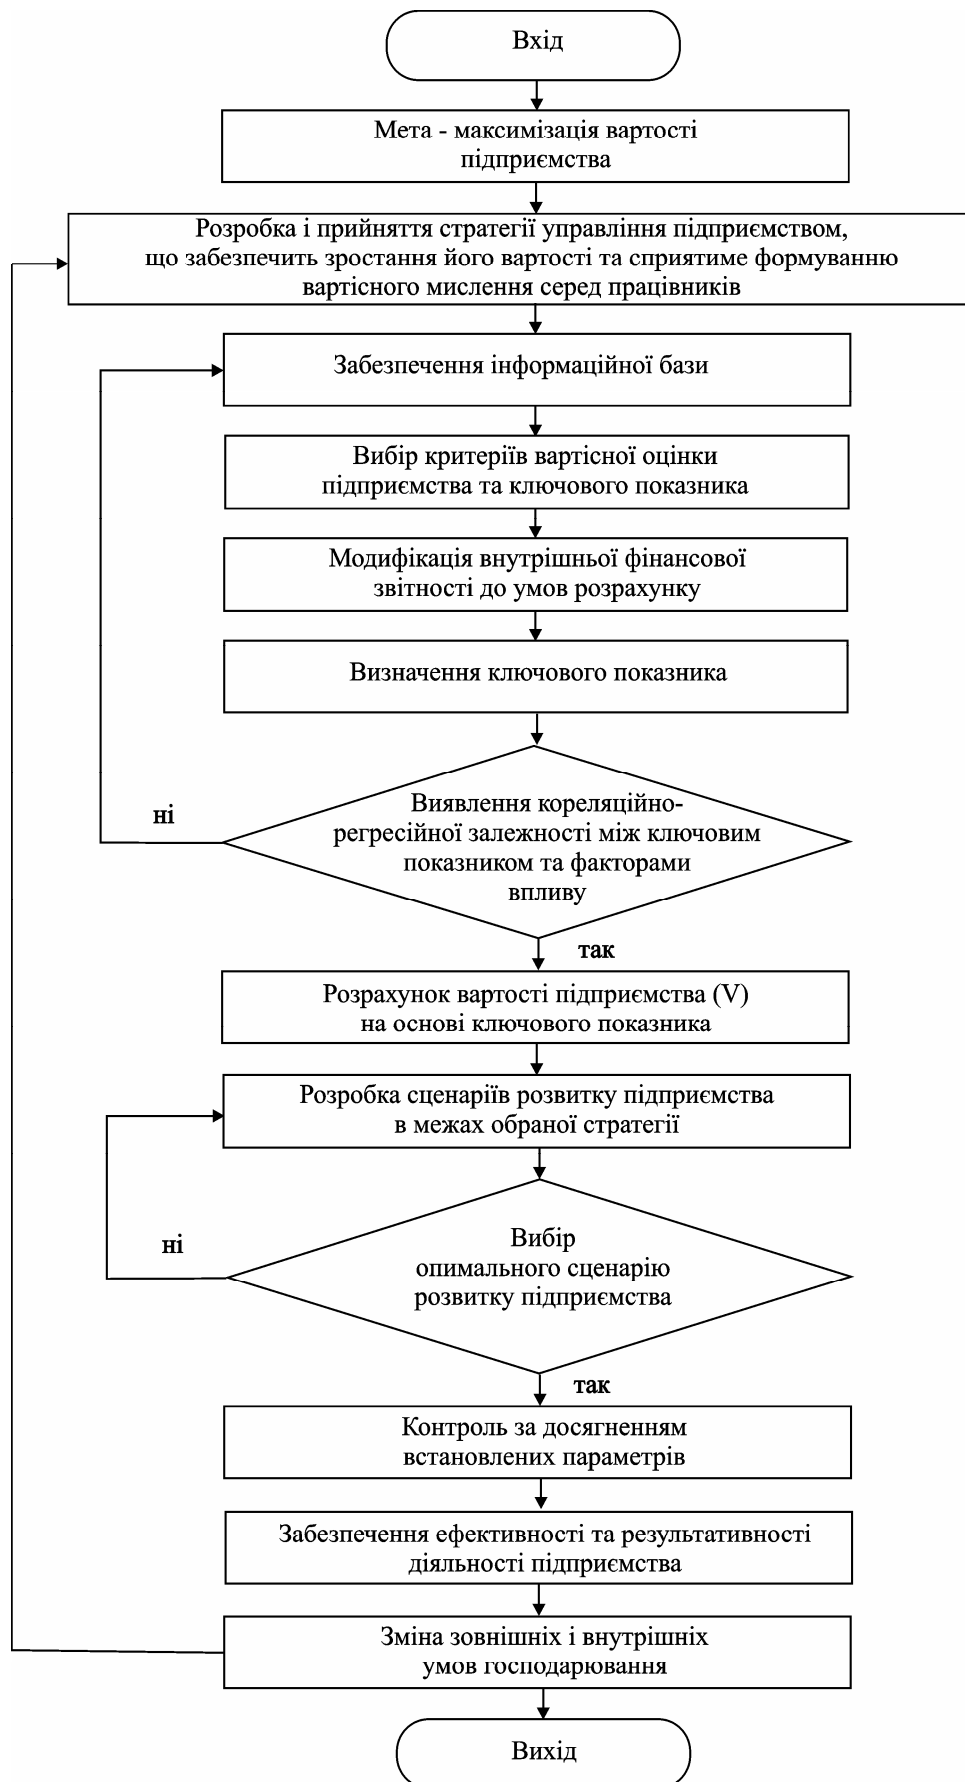 Вхід
Мета - максимізація вартості
підприємства
Розробка і прийняття стратегії управління підприємством,
що забезпечить зростання його вартості та сприятиме формуванню
вартісного мислення серед працівників
Забезпечення інформаційної бази
Вибір критеріїв вартісної оцінки
підприємства та ключового показника
Модифікація внутрішньої фінансової
звітності до умов розрахунку
Визначення ключового показника
ні
Виявлення кореляційно-
регресійної залежності між ключовим
показником та факторами
впливу
так
Розрахунок вартості підприємства (V)
на основі ключового показника
Розробка сценаріїв розвитку підприємства
в межах обраної стратегії
ні
Вибір
опимального сценарію
розвитку підприємства
так
Контроль за досягненням
встановлених параметрів
Забезпечення ефективності та результативності
діяльності підприємства
Зміна зовнішніх і внутрішніх
умов господарювання
Вихід